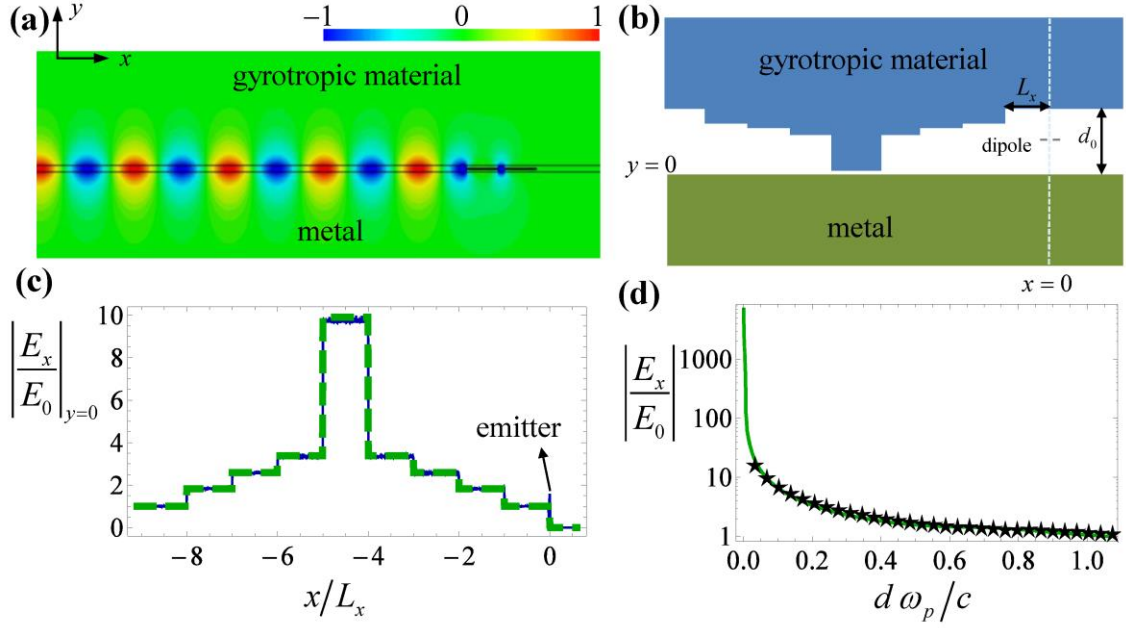 (a)
y
x
−1 0 1
gyrotropic material
metal
(b)
gyrotropic material
L_x
dipole
d_0
y = 0
metal
x = 0
(c)
|E_x/E_0|_{y=0}
10
8
6
4
2
0
emitter
−8 −6 −4 −2 0
x/L_x
(d)
|E_x/E_0|
1000
100
10
1
0.0 0.2 0.4 0.6 0.8 1.0
d ω_p/c